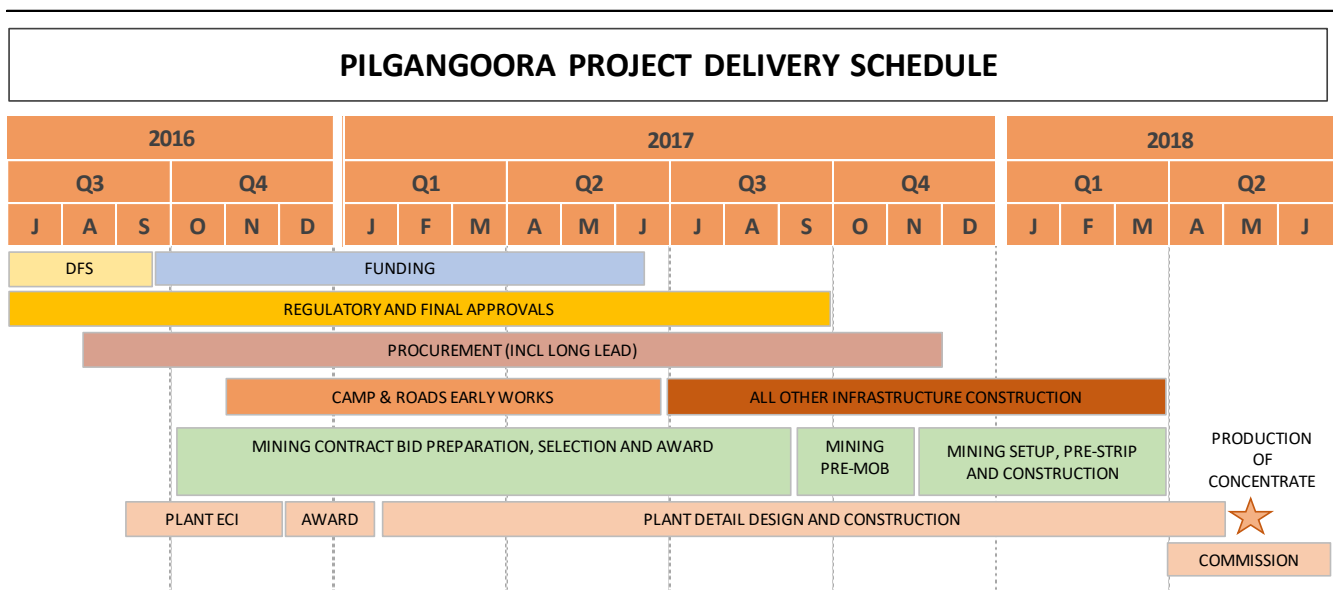 PILGANGOORA PROJECT DELIVERY SCHEDULE
2016 2017 2018
Q3 Q4 Q1 Q2 Q3 Q4 Q1 Q2
J A S O N D J F M A M J J A S O N D J F M A M J
DFS FUNDING
REGULATORY AND FINAL APPROVALS
PROCUREMENT (INCL LONG LEAD)
CAMP & ROADS EARLY WORKS ALL OTHER INFRASTRUCTURE CONSTRUCTION
MINING CONTRACT BID PREPARATION, SELECTION AND AWARD
MINING
PRE-MOB
MINING SETUP, PRE-STRIP
AND CONSTRUCTION
PRODUCTION
OF
CONCENTRATE
PLANT ECI AWARD PLANT DETAIL DESIGN AND CONSTRUCTION
COMMISSION